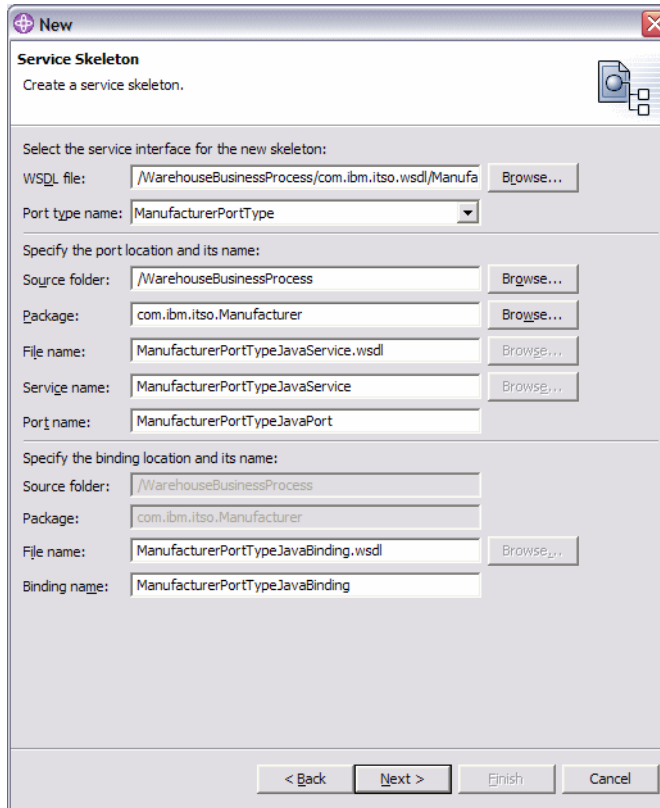 New
Service Skeleton
Create a service skeleton.
Select the service interface for the new skeleton:
WSDL file: /WarehouseBusinessProcess/com.ibm.itso.wsdl/Manufa Browse...
Port type name: ManufacturerPortType
Specify the port location and its name:
Source folder: /WarehouseBusinessProcess Browse...
Package: com.ibm.itso.Manufacturer Browse...
File name: ManufacturerPortTypeJavaService.wsdl Browse...
Service name: ManufacturerPortTypeJavaService Browse...
Port name: ManufacturerPortTypeJavaPort
Specify the binding location and its name:
Source folder: /WarehouseBusinessProcess
Package: com.ibm.itso.Manufacturer
File name: ManufacturerPortTypeJavaBinding.wsdl Browse...
Binding name: ManufacturerPortTypeJavaBinding
< Back Next > Finish Cancel